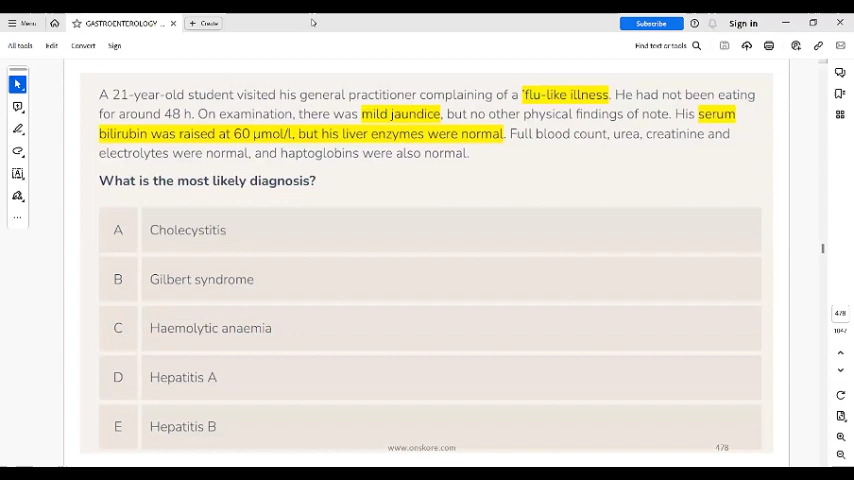 Menu
GASTROENTEROLOGY ...
Create
Subscribe
Sign in
All tools
Edit
Convert
Sign
Find text or tools
A 21-year-old student visited his general practitioner complaining of a 'flu-like illness. He had not been eating
for around 48 h. On examination, there was mild jaundice, but no other physical findings of note. His serum
bilirubin was raised at 60 µmol/l, but his liver enzymes were normal. Full blood count, urea, creatinine and
electrolytes were normal, and haptoglobins were also normal.
What is the most likely diagnosis?
A Cholecystitis
B Gilbert syndrome
C Haemolytic anaemia
D Hepatitis A
E Hepatitis B
www.onskore.com
478
478